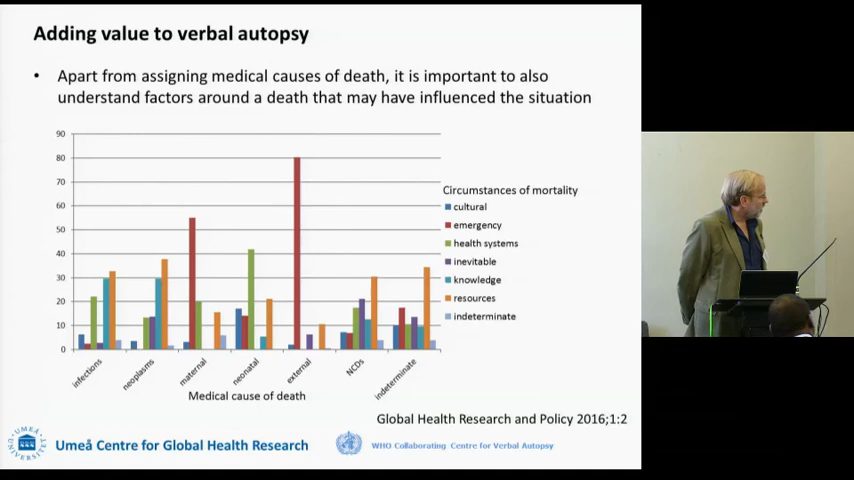 Adding value to verbal autopsy
• Apart from assigning medical causes of death, it is important to also
understand factors around a death that may have influenced the situation
90
80
70
60
50
40
30
20
10
0
Circumstances of mortality
cultural
emergency
health systems
inevitable
knowledge
resources
indeterminate
infections
neoplasms
maternal
neonatal
external
NCDs
indeterminate
Medical cause of death
Global Health Research and Policy 2016;1:2
UMEÅ UNIVERSITET
Umeå Centre for Global Health Research
WHO Collaborating Centre for Verbal Autopsy